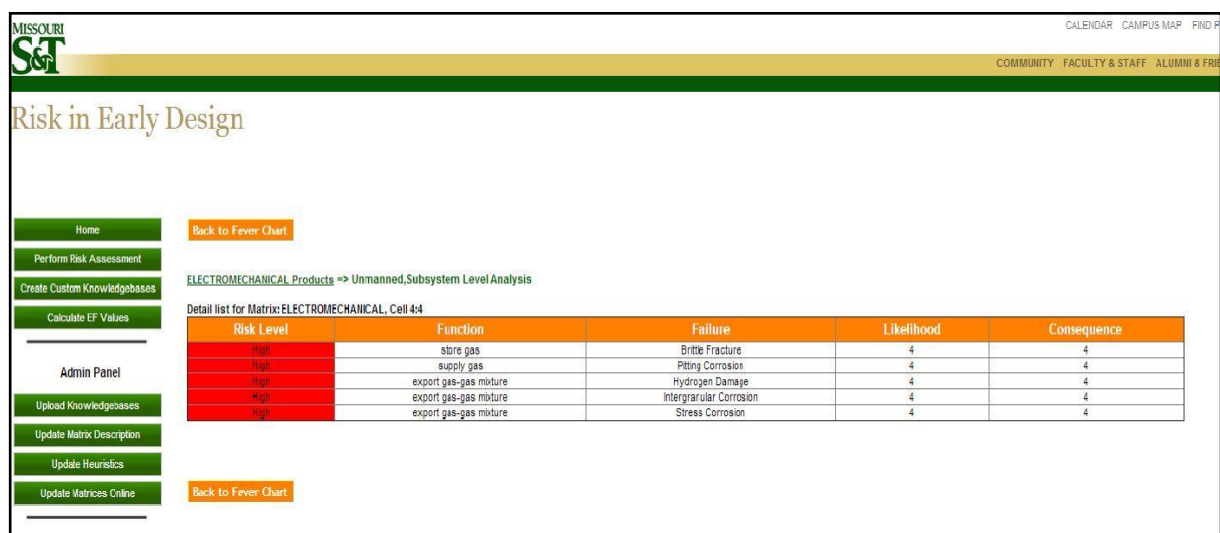 MISSOURI
S&T
CALENDAR CAMPUS MAP FIND
COMMUNITY FACULTY & STAFF ALUMNI & FRIE
Risk in Early Design
Home
Perform Risk Assessment
Create Custom Knowledgebases
Calculate EF Values
Admin Panel
Upload Knowledgebases
Update Matrix Description
Update Heuristics
Update Matrices Online
Back to Fever Chart
ELECTROMECHANICAL Products => Unmanned,Subsystem Level Analysis
Detail list for Matrix: ELECTROMECHANICAL, Cell 4:4
Risk Level Function Failure Likelihood Consequence
High store gas Brittle Fracture 4 4
High supply gas Pitting Corrosion 4 4
High export gas-gas mixture Hydrogen Damage 4 4
High export gas-gas mixture Intergrarular Corrosion 4 4
High export gas-gas mixture Stress Corrosion 4 4
Back to Fever Chart